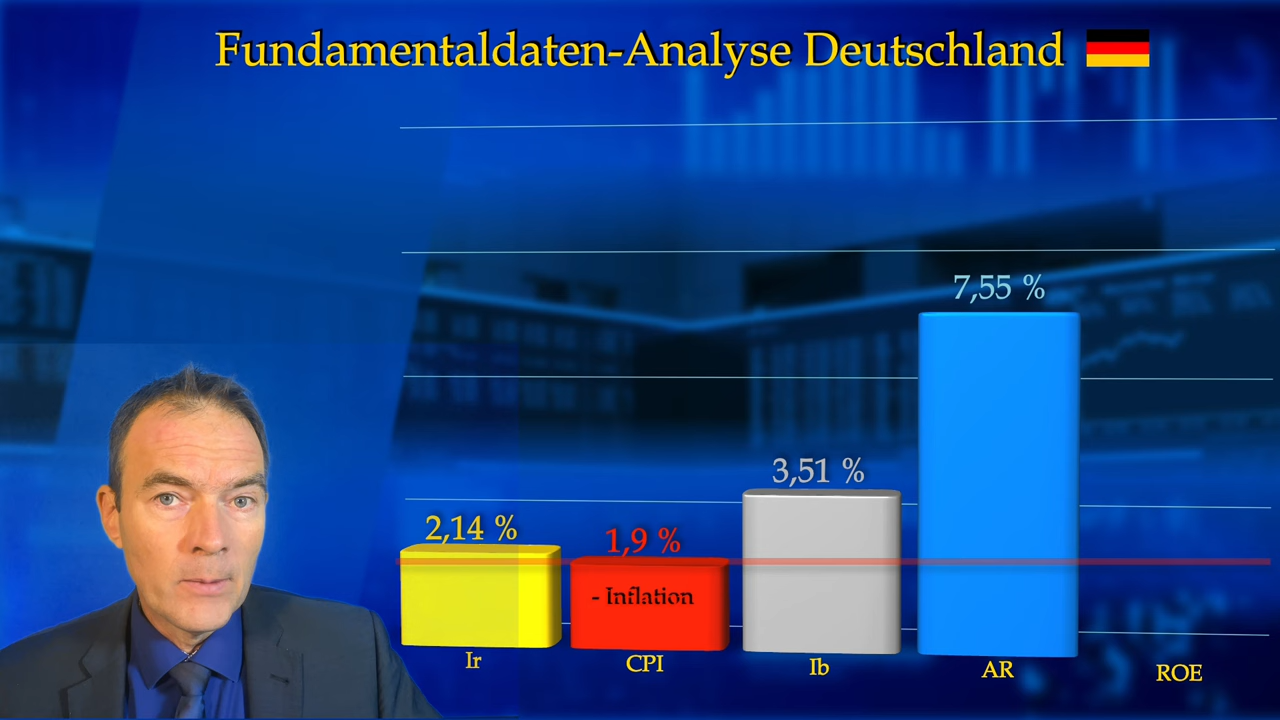 Fundamentaldaten-Analyse Deutschland
7,55 %
3,51 %
2,14 %
1,9 %
- Inflation
Ir
CPI
Ib
AR
ROE